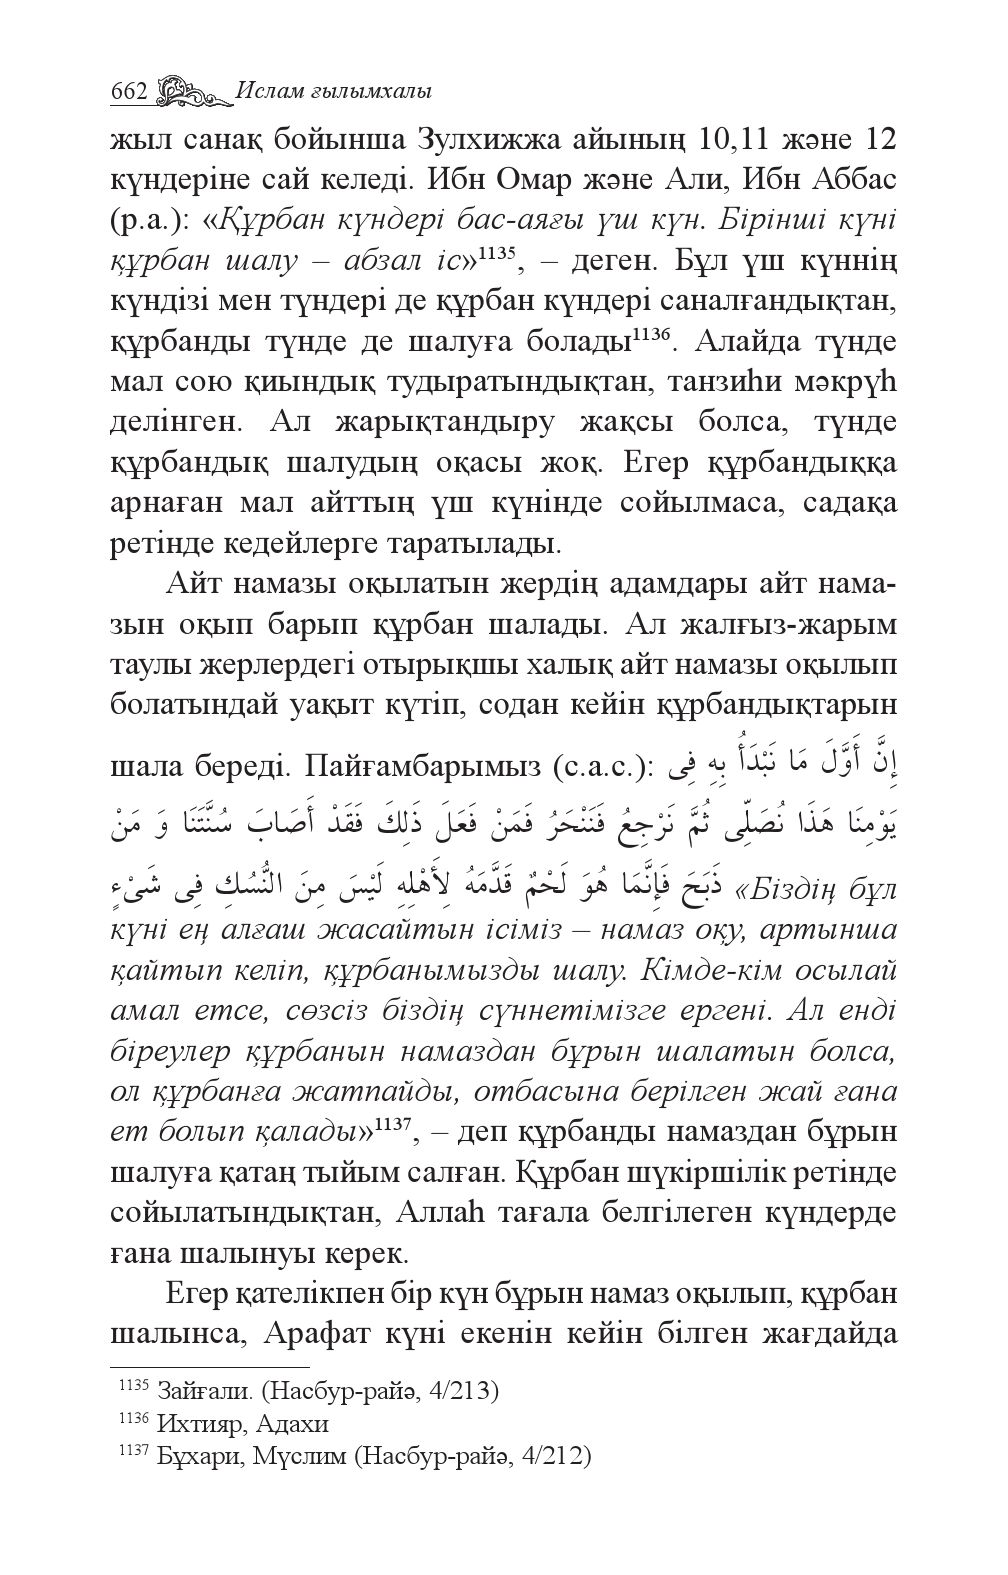 662 Ислам ғылымхалы
жыл санақ бойынша Зулхижжа айының 10,11 және 12
күндеріне сай келеді. Ибн Омар және Али, Ибн Аббас
(р.а.): «Құрбан күндері бас-аяғы үш күн. Бірінші күні
құрбан шалу – абзал іс»¹¹³⁵, – деген. Бұл үш күннің
күндізі мен түндері де құрбан күндері саналғандықтан,
құрбанды түнде де шалуға болады¹¹³⁶. Алайда түнде
мал сою қиындық тудыратындықтан, танзиһи мәкрүһ
делінген. Ал жарықтандыру жақсы болса, түнде
құрбандық шалудың оқасы жоқ. Егер құрбандыққа
арнаған мал айттың үш күнінде сойылмаса, садақа
ретінде кедейлерге таратылады.
Айт намазы оқылатын жердің адамдары айт нама-
зын оқып барып құрбан шалады. Ал жалғыз-жарым
таулы жерлердегі отырықшы халық айт намазы оқылып
болатындай уақыт күтіп, содан кейін құрбандықтарын
шала береді. Пайғамбарымыз (с.а.с.): إِنَّ أَوَّلَ مَا نَبْدَأُ بِهِ فِى
يَوْمِنَا هَذَا نُصَلِّى ثُمَّ نَرْجِعُ فَنَنْحَرُ فَمَنْ فَعَلَ ذَلِكَ فَقَدْ أَصَابَ سُنَّتَنَا وَ مَنْ
ذَبَحَ فَإِنَّمَا هُوَ لَحْمٌ قَدَّمَهُ لِأَهْلِهِ لَيْسَ مِنَ النُّسُكِ فِى شَىْءٍ «Біздің бұл
күні ең алғаш жасайтын ісіміз – намаз оқу, артынша
қайтып келіп, құрбанымызды шалу. Кімде-кім осылай
амал етсе, сөзсіз біздің сүннетімізге ергені. Ал енді
біреулер құрбанын намаздан бұрын шалатын болса,
ол құрбанға жатпайды, отбасына берілген жай ғана
ет болып қалады»¹¹³⁷, – деп құрбанды намаздан бұрын
шалуға қатаң тыйым салған. Құрбан шүкіршілік ретінде
сойылатындықтан, Аллаһ тағала белгілеген күндерде
ғана шалынуы керек.
Егер қателікпен бір күн бұрын намаз оқылып, құрбан
шалынса, Арафат күні екенін кейін білген жағдайда
¹¹³⁵ Зайғали. (Насбур-райә, 4/213)
¹¹³⁶ Ихтияр, Адахи
¹¹³⁷ Бұхари, Мүслим (Насбур-райә, 4/212)